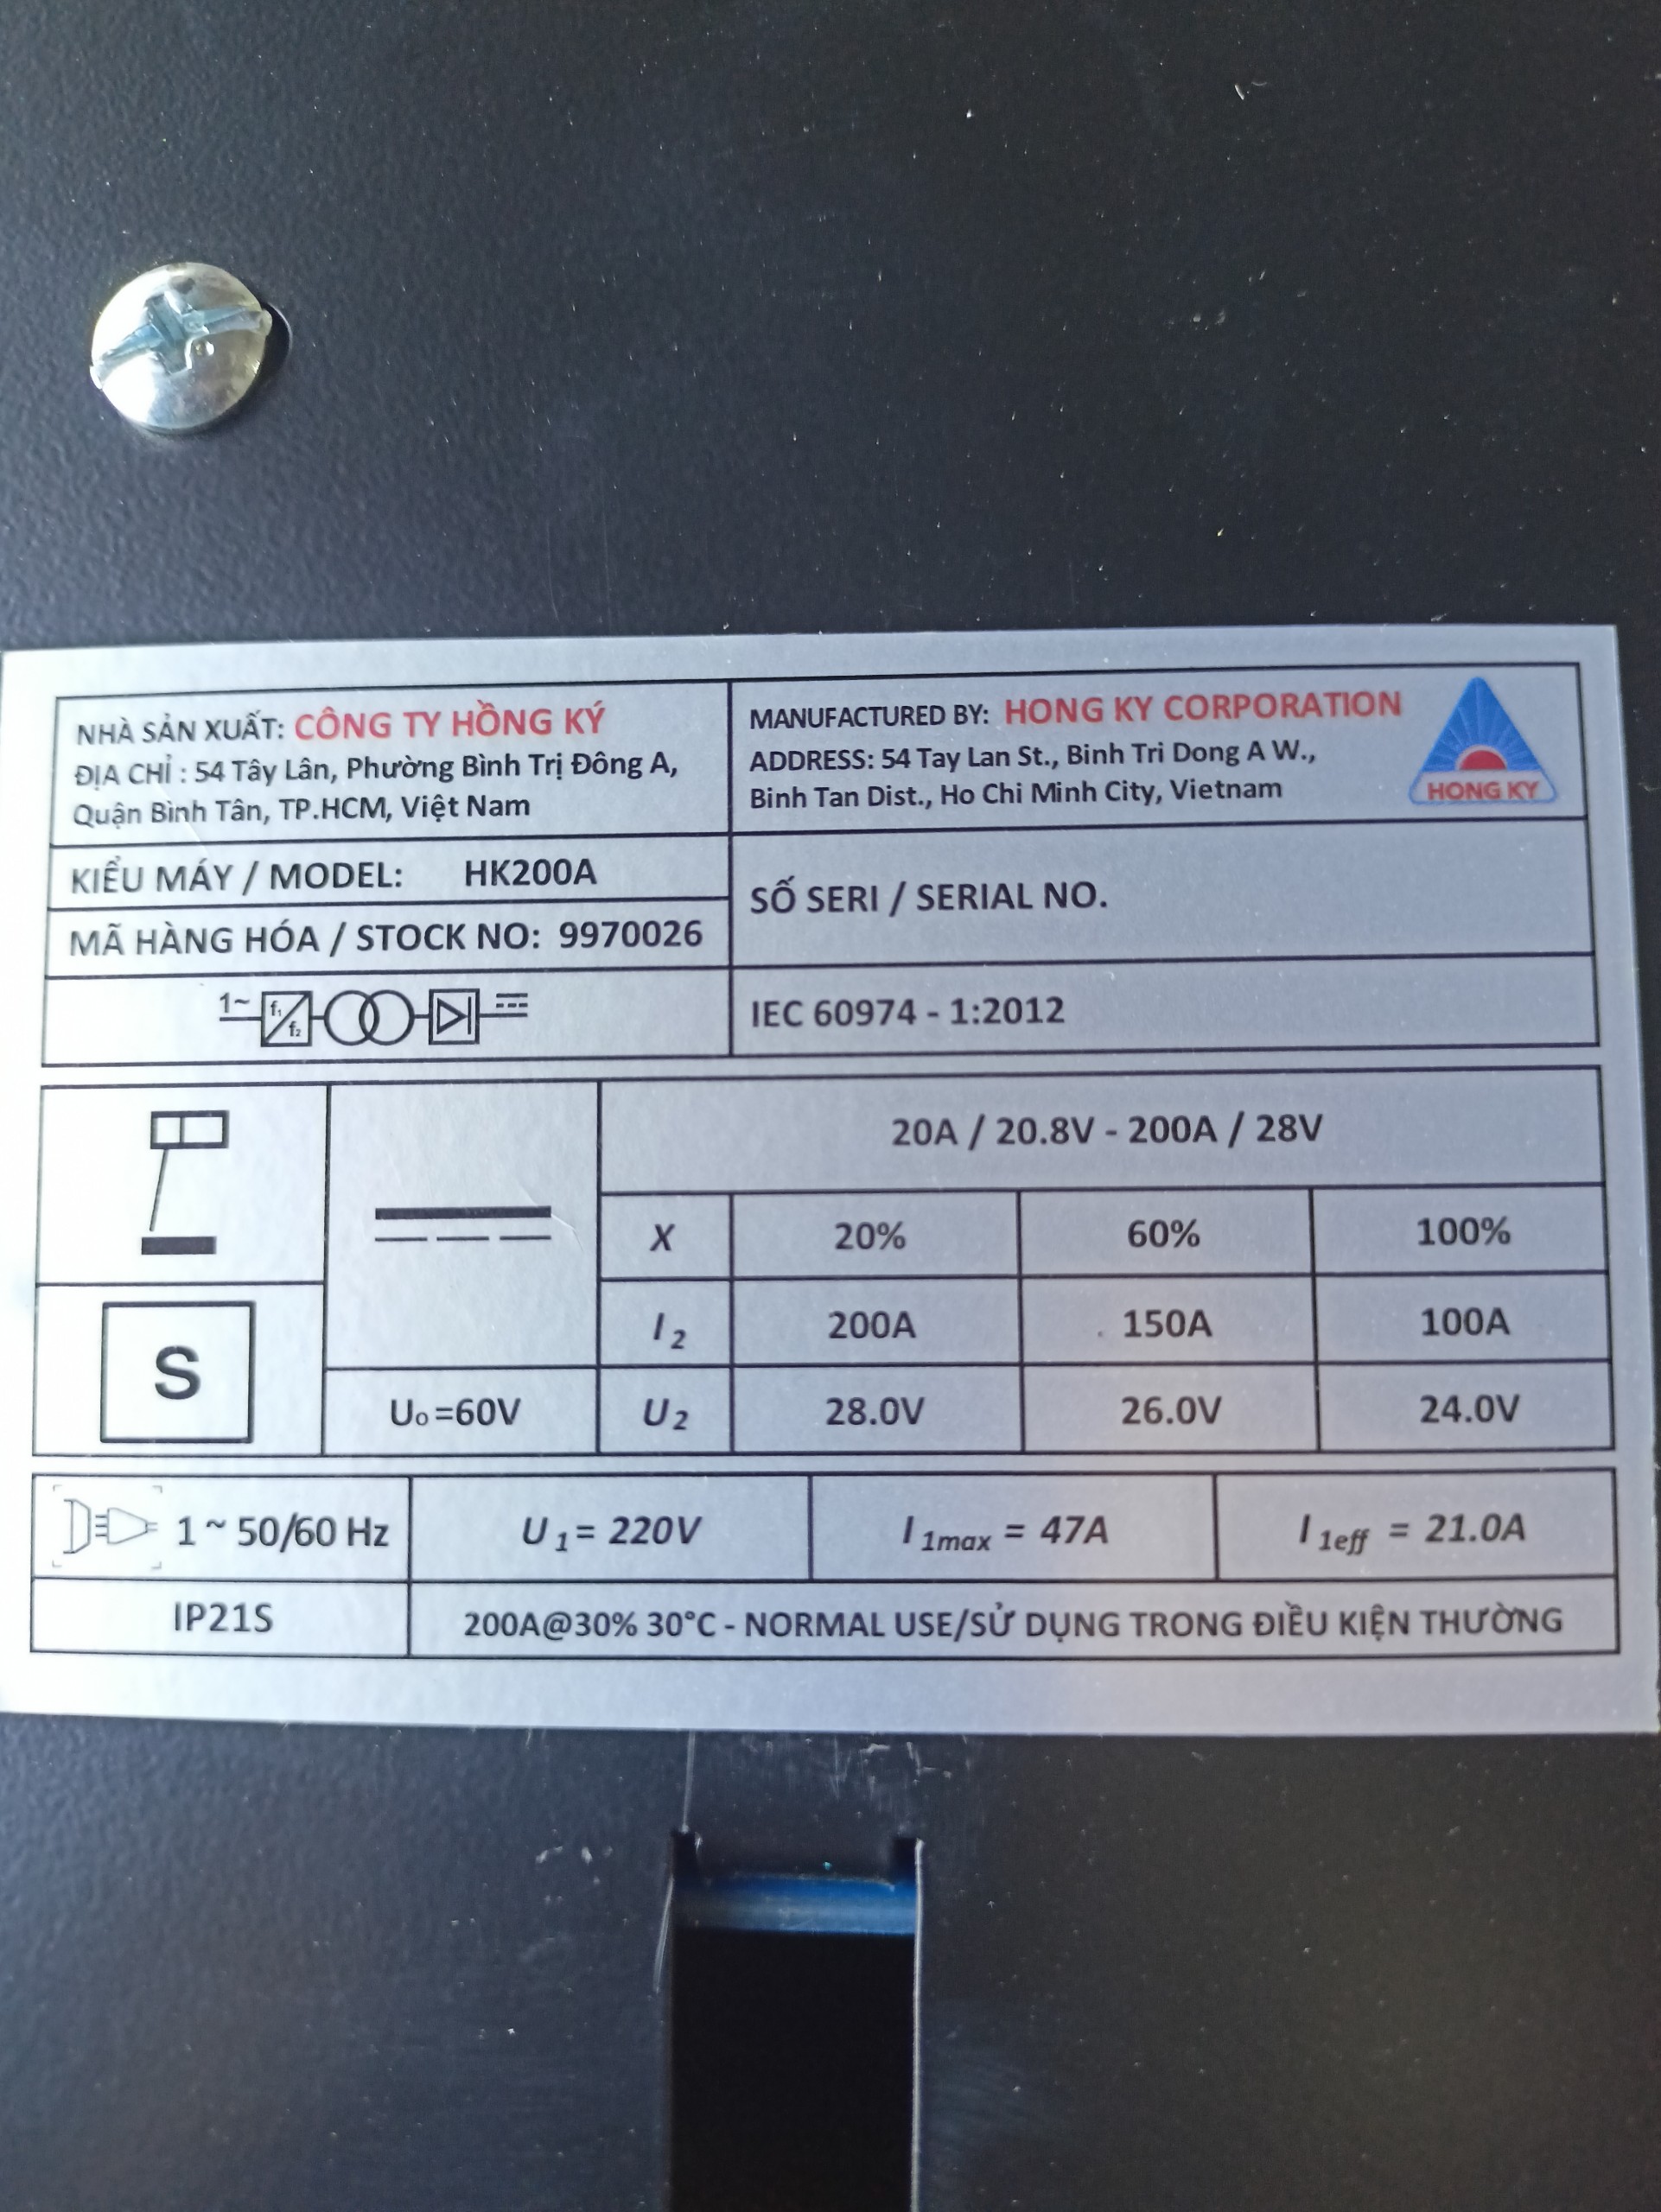 NHÀ SẢN XUẤT: CÔNG TY HỒNG KÝ
ĐỊA CHỈ : 54 Tây Lân, Phường Bình Trị Đông A,
Quận Bình Tân, TP.HCM, Việt Nam
MANUFACTURED BY: HONG KY CORPORATION
ADDRESS: 54 Tay Lan St., Binh Tri Dong A W.,
Binh Tan Dist., Ho Chi Minh City, Vietnam
HONG KY
KIỂU MÁY / MODEL: HK200A
MÃ HÀNG HÓA / STOCK NO: 9970026
SỐ SERI / SERIAL NO.
1~ f₁ f₂
IEC 60974 - 1:2012
20A / 20.8V - 200A / 28V
X 20% 60% 100%
I₂ 200A 150A 100A
S
U₀=60V U₂ 28.0V 26.0V 24.0V
1 ~ 50/60 Hz U₁= 220V I1max = 47A I1eff = 21.0A
IP21S 200A@30% 30°C - NORMAL USE/SỬ DỤNG TRONG ĐIỀU KIỆN THƯỜNG